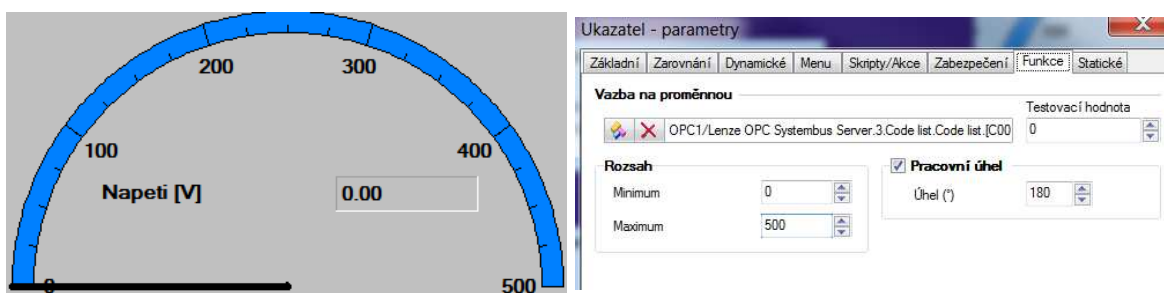 200
300
100
400
Napeti [V]
0.00
0
500
Ukazatel - parametry
Základní Zarovnání Dynamické Menu Skripty/Akce Zabezpečení Funkce Statické
Vazba na proměnnou
Testovací hodnota
OPC1/Lenze OPC Systembus Server.3.Code list.Code list.[C00
0
Rozsah
Pracovní úhel
Minimum 0
Úhel (°) 180
Maximum 500